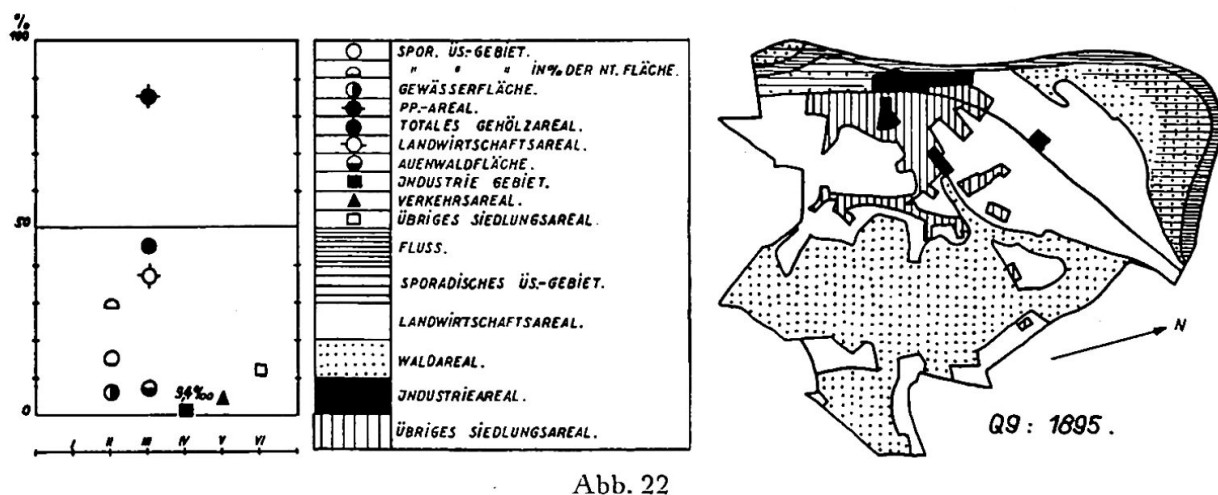 %
100
50
0
9,4‰
I II III IV V VI
SPOR. ÜS.-GEBIET.
" " " IN % DER NT. FLÄCHE.
GEWÄSSERFLÄCHE.
PP.-AREAL.
TOTALES GEHÖLZAREAL.
LANDWIRTSCHAFTSAREAL.
AUENWALDFLÄCHE.
JNDUSTRIE GEBIET.
VERKEHRSAREAL.
ÜBRIGES SIEDLUNGSAREAL.
FLUSS.
SPORADISCHES ÜS.-GEBIET.
LANDWIRTSCHAFTSAREAL.
WALDAREAL.
JNDUSTRIEAREAL.
ÜBRIGES SIEDLUNGSAREAL.
N
Q9: 1895.
Abb. 22